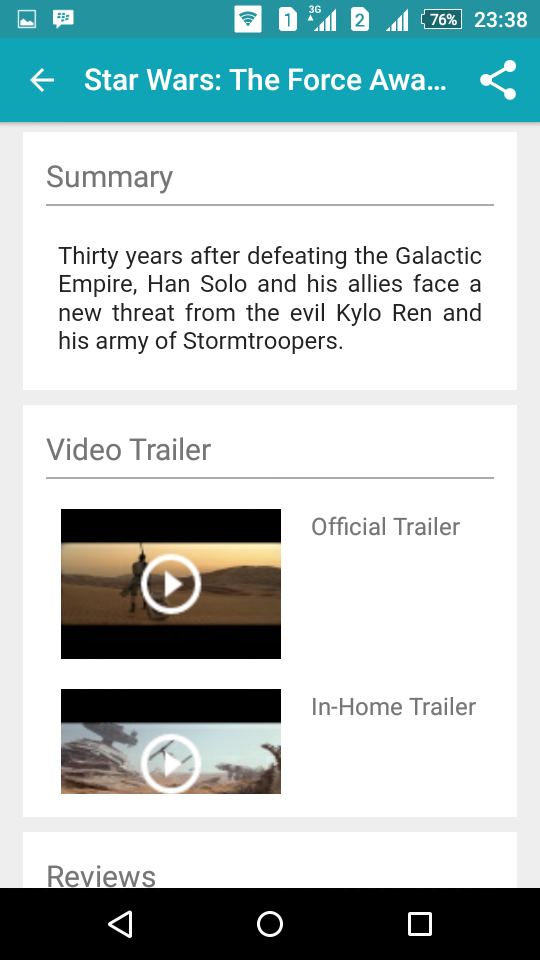 1 3G 2 76% 23:38
Star Wars: The Force Awa...
Summary
Thirty years after defeating the Galactic
Empire, Han Solo and his allies face a
new threat from the evil Kylo Ren and
his army of Stormtroopers.
Video Trailer
Official Trailer
In-Home Trailer
Reviews